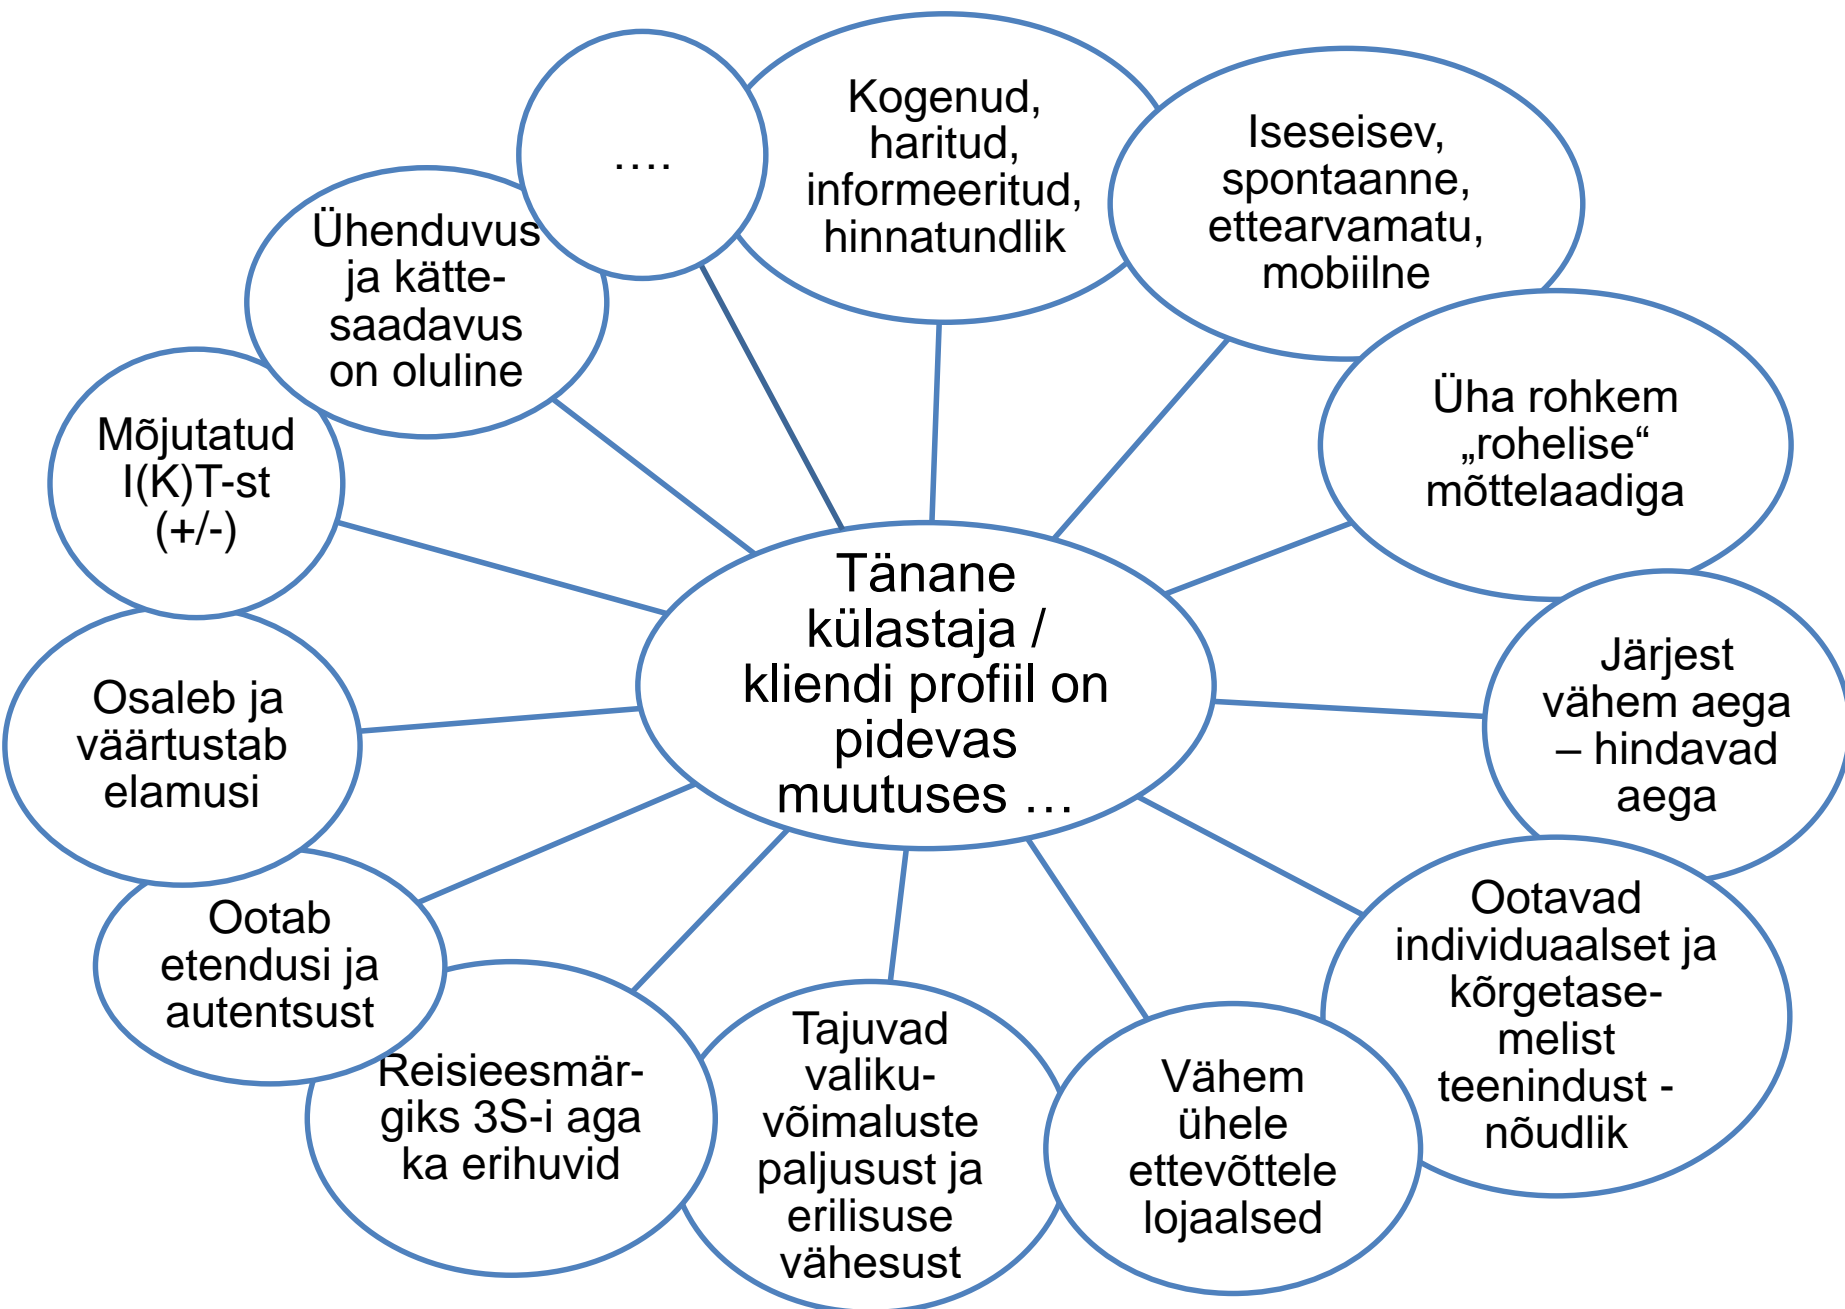 Tänane
külastaja /
kliendi profiil on
pidevas
muutuses …
Kogenud,
haritud,
informeeritud,
hinnatundlik
Iseseisev,
spontaanne,
ettearvamatu,
mobiilne
Üha rohkem
„rohelise“
mõttelaadiga
Järjest
vähem aega
– hindavad
aega
Ootavad
individuaalset ja
kõrgetase-
melist
teenindust -
nõudlik
Vähem
ühele
ettevõttele
lojaalsed
Tajuvad
valiku-
võimaluste
paljusust ja
erilisuse
vähesust
Reisieesmär-
giks 3S-i aga
ka erihuvid
Ootab
etendusi ja
autentsust
Osaleb ja
väärtustab
elamusi
Mõjutatud
I(K)T-st
(+/-)
Ühenduvus
ja kätte-
saadavus
on oluline
….